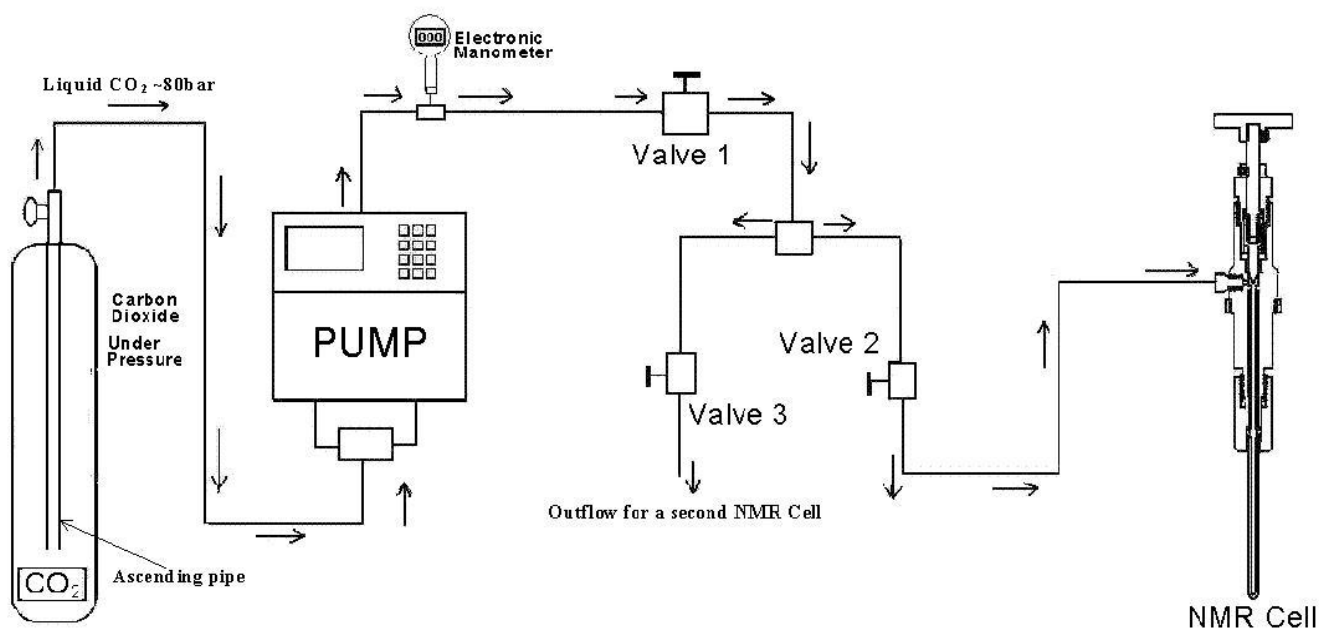 000
Electronic
Manometer
Liquid CO₂ ~80bar
Valve 1
Carbon
Dioxide
Under
Pressure
PUMP
Valve 2
Valve 3
Outflow for a second NMR Cell
Ascending pipe
CO₂
NMR Cell